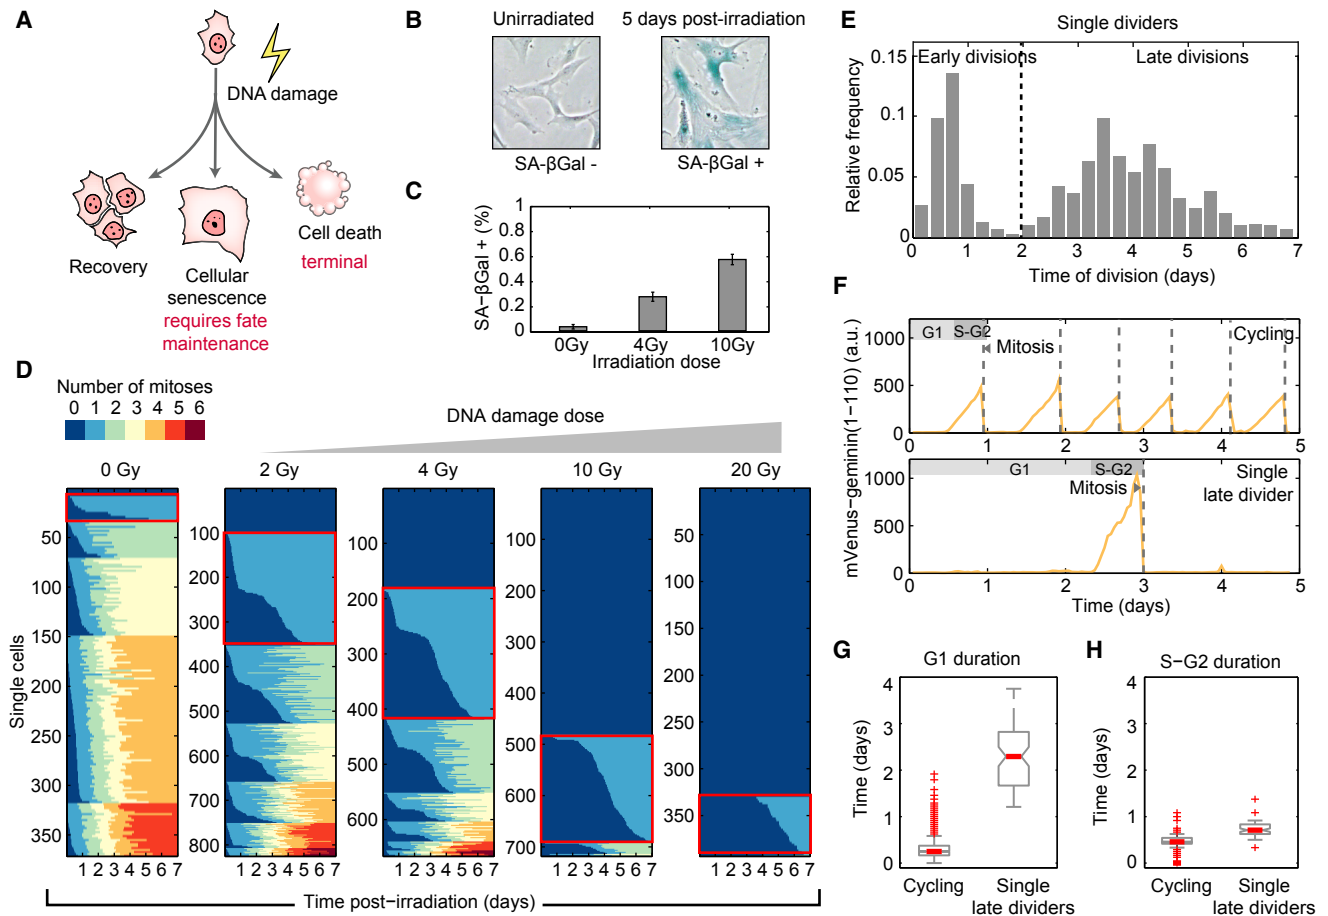 A
DNA damage
Recovery
Cellular
senescence
requires fate
maintenance
Cell death
terminal
B
Unirradiated
5 days post-irradiation
SA-βGal -
SA-βGal +
C
SA-βGal + (%)
1
0.8
0.6
0.4
0.2
0
0Gy
4Gy
10Gy
Irradiation dose
D
Number of mitoses
0 1 2 3 4 5 6
DNA damage dose
0 Gy
2 Gy
4 Gy
10 Gy
20 Gy
Single cells
50
100
150
200
250
300
350
1 2 3 4 5 6 7
100
200
300
400
500
600
700
800
1 2 3 4 5 6 7
100
200
300
400
500
600
1 2 3 4 5 6 7
100
200
300
400
500
600
700
1 2 3 4 5 6 7
50
100
150
200
250
300
350
1 2 3 4 5 6 7
Time post-irradiation (days)
E
Single dividers
Early divisions
Late divisions
Relative frequency
0.15
0.1
0.05
0
0 1 2 3 4 5 6 7
Time of division (days)
F
mVenus-geminin(1-110) (a.u.)
1000
500
0
G1
S-G2
Mitosis
Cycling
0 1 2 3 4 5
1000
500
0
G1
S-G2
Mitosis
Single
late divider
0 1 2 3 4 5
Time (days)
G
G1 duration
Time (days)
4
3
2
1
0
Cycling
Single
late dividers
H
S-G2 duration
Time (days)
4
3
2
1
0
Cycling
Single
late dividers